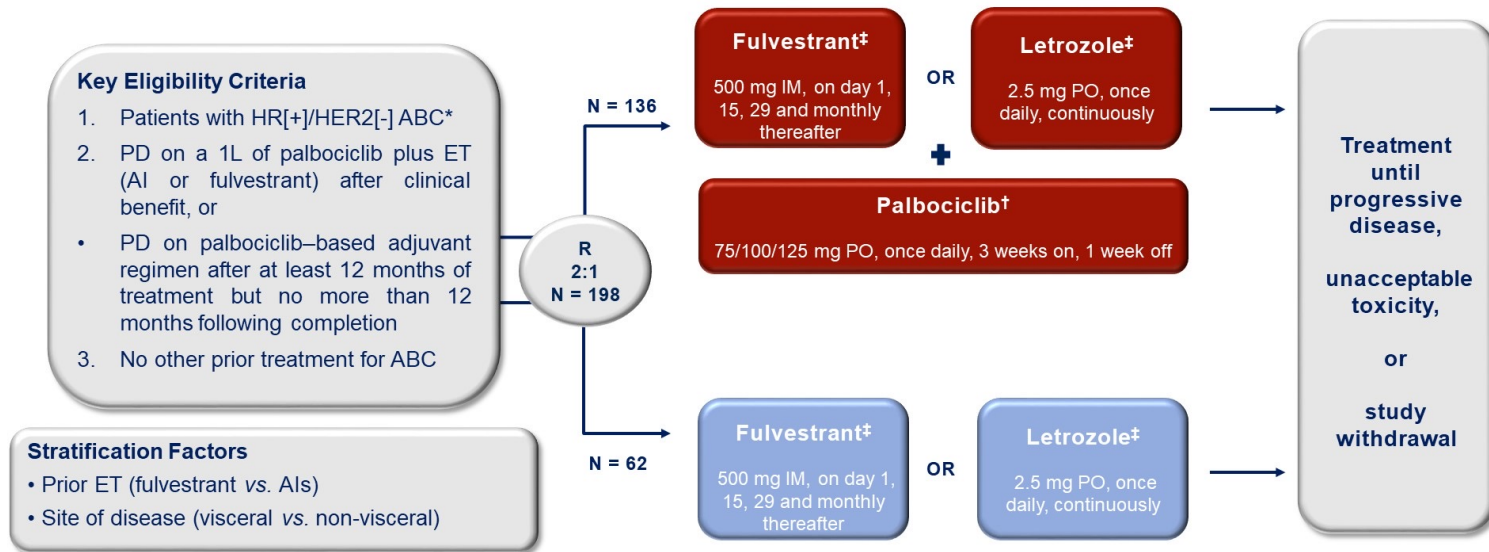 Key Eligibility Criteria
1. Patients with HR[+]/HER2[-] ABC*
2. PD on a 1L of palbociclib plus ET
(AI or fulvestrant) after clinical
benefit, or
• PD on palbociclib–based adjuvant
regimen after at least 12 months of
treatment but no more than 12
months following completion
3. No other prior treatment for ABC
Stratification Factors
• Prior ET (fulvestrant vs. AIs)
• Site of disease (visceral vs. non-visceral)
R
2:1
N = 198
N = 136
Fulvestrant‡
500 mg IM, on day 1,
15, 29 and monthly
thereafter
OR
Letrozole‡
2.5 mg PO, once
daily, continuously
+
Palbociclib†
75/100/125 mg PO, once daily, 3 weeks on, 1 week off
N = 62
Fulvestrant‡
500 mg IM, on day 1,
15, 29 and monthly
thereafter
OR
Letrozole‡
2.5 mg PO, once
daily, continuously
Treatment
until
progressive
disease,
unacceptable
toxicity,
or
study
withdrawal